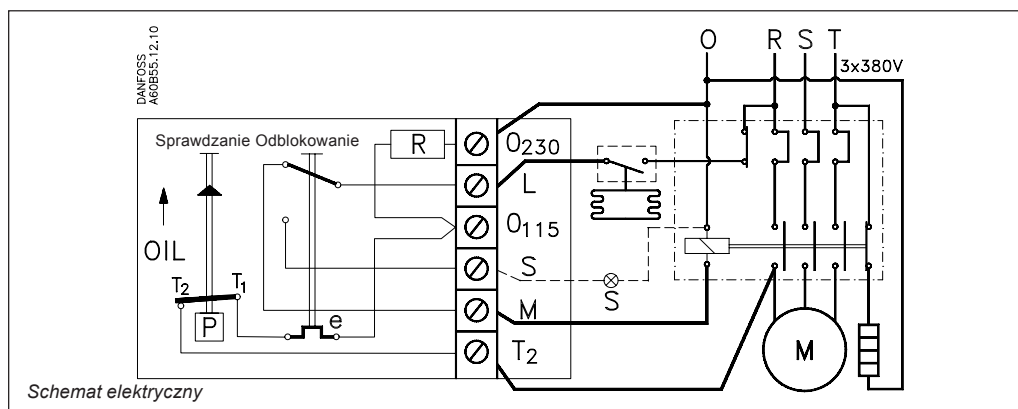 DANFOSS
A60B55.12.10
O R S T
3x380V
Sprawdzanie Odblokowanie
R
O230
L
O115
OIL
S
S
T2 T1
P
e
M
M
T2
Schemat elektryczny